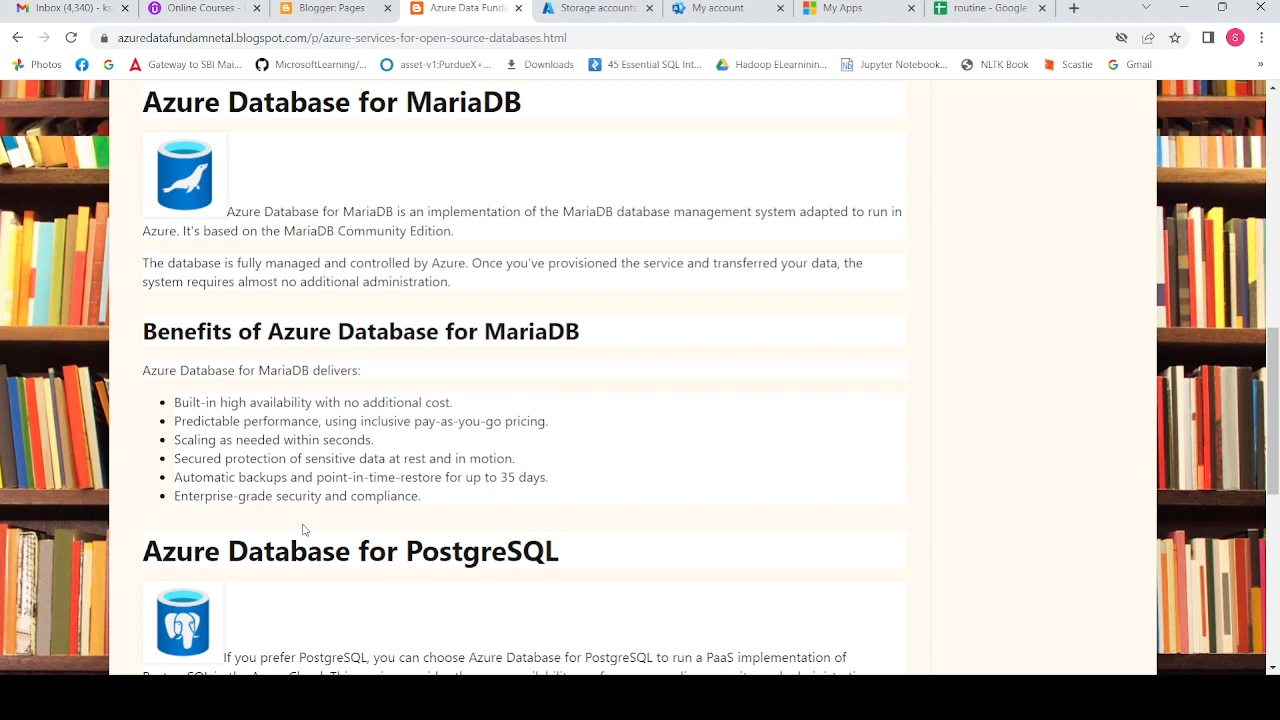 Inbox (4,340) - ks
Online Courses - L
Blogger: Pages
Azure Data Funda
Storage accounts
My account
My Apps
routine - Google
azuredatafundamnetal.blogspot.com/p/azure-services-for-open-source-databases.html
S
Photos
Gateway to SBI Mai...
MicrosoftLearning/...
asset-v1:PurdueX+...
Downloads
45 Essential SQL Int...
Hadoop ELearninin...
Jupyter Notebook...
NLTK Book
Scastie
Gmail
»
Azure Database for MariaDB
Azure Database for MariaDB is an implementation of the MariaDB database management system adapted to run in
Azure. It's based on the MariaDB Community Edition.
The database is fully managed and controlled by Azure. Once you've provisioned the service and transferred your data, the
system requires almost no additional administration.
Benefits of Azure Database for MariaDB
Azure Database for MariaDB delivers:
• Built-in high availability with no additional cost.
• Predictable performance, using inclusive pay-as-you-go pricing.
• Scaling as needed within seconds.
• Secured protection of sensitive data at rest and in motion.
• Automatic backups and point-in-time-restore for up to 35 days.
• Enterprise-grade security and compliance.
Azure Database for PostgreSQL
If you prefer PostgreSQL, you can choose Azure Database for PostgreSQL to run a PaaS implementation of